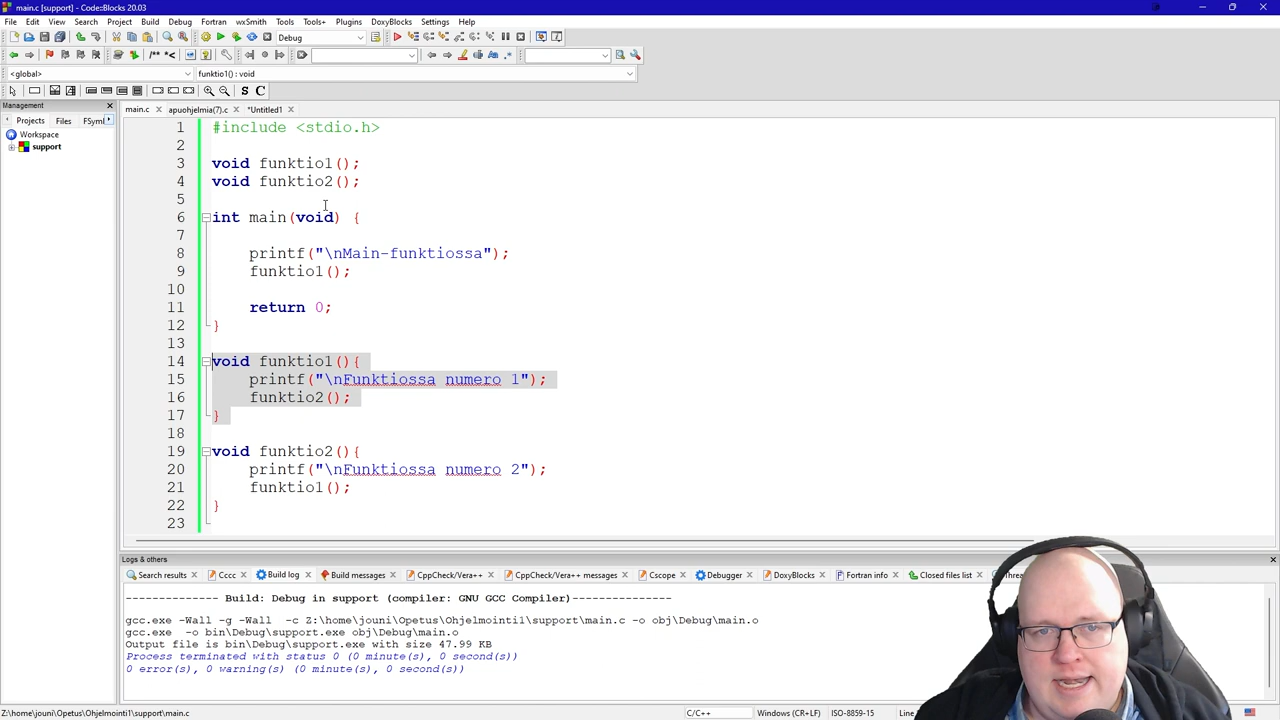 main.c [support] - Code::Blocks 20.03
File Edit View Search Project Build Debug Fortran wxSmith Tools Tools+ Plugins DoxyBlocks Settings Help
Debug
/** *<
<global>
funktio1() : void
S C
Management
main.c apuohjelmia(7).c *Untitled1
Projects Files FSyml
Workspace
support
1 #include <stdio.h>
2
3 void funktio1();
4 void funktio2();
5
6 int main(void) {
7
8 printf("\nMain-funktiossa");
9 funktio1();
10
11 return 0;
12 }
13
14 void funktio1(){
15 printf("\nFunktiossa numero 1");
16 funktio2();
17 }
18
19 void funktio2(){
20 printf("\nFunktiossa numero 2");
21 funktio1();
22 }
23
Logs & others
Search results Cccc Build log Build messages CppCheck/Vera++ CppCheck/Vera++ messages Cscope Debugger DoxyBlocks Fortran info Closed files list Threa
-------------- Build: Debug in support (compiler: GNU GCC Compiler)---------------
gcc.exe -Wall -g -Wall -c Z:\home\jouni\Opetus\Ohjelmointi1\support\main.c -o obj\Debug\main.o
gcc.exe -o bin\Debug\support.exe obj\Debug\main.o
Output file is bin\Debug\support.exe with size 47.99 KB
Process terminated with status 0 (0 minute(s), 0 second(s))
0 error(s), 0 warning(s) (0 minute(s), 0 second(s))
Z:\home\jouni\Opetus\Ohjelmointi1\support\main.c
C/C++
Windows (CR+LF)
ISO-8859-15
Line